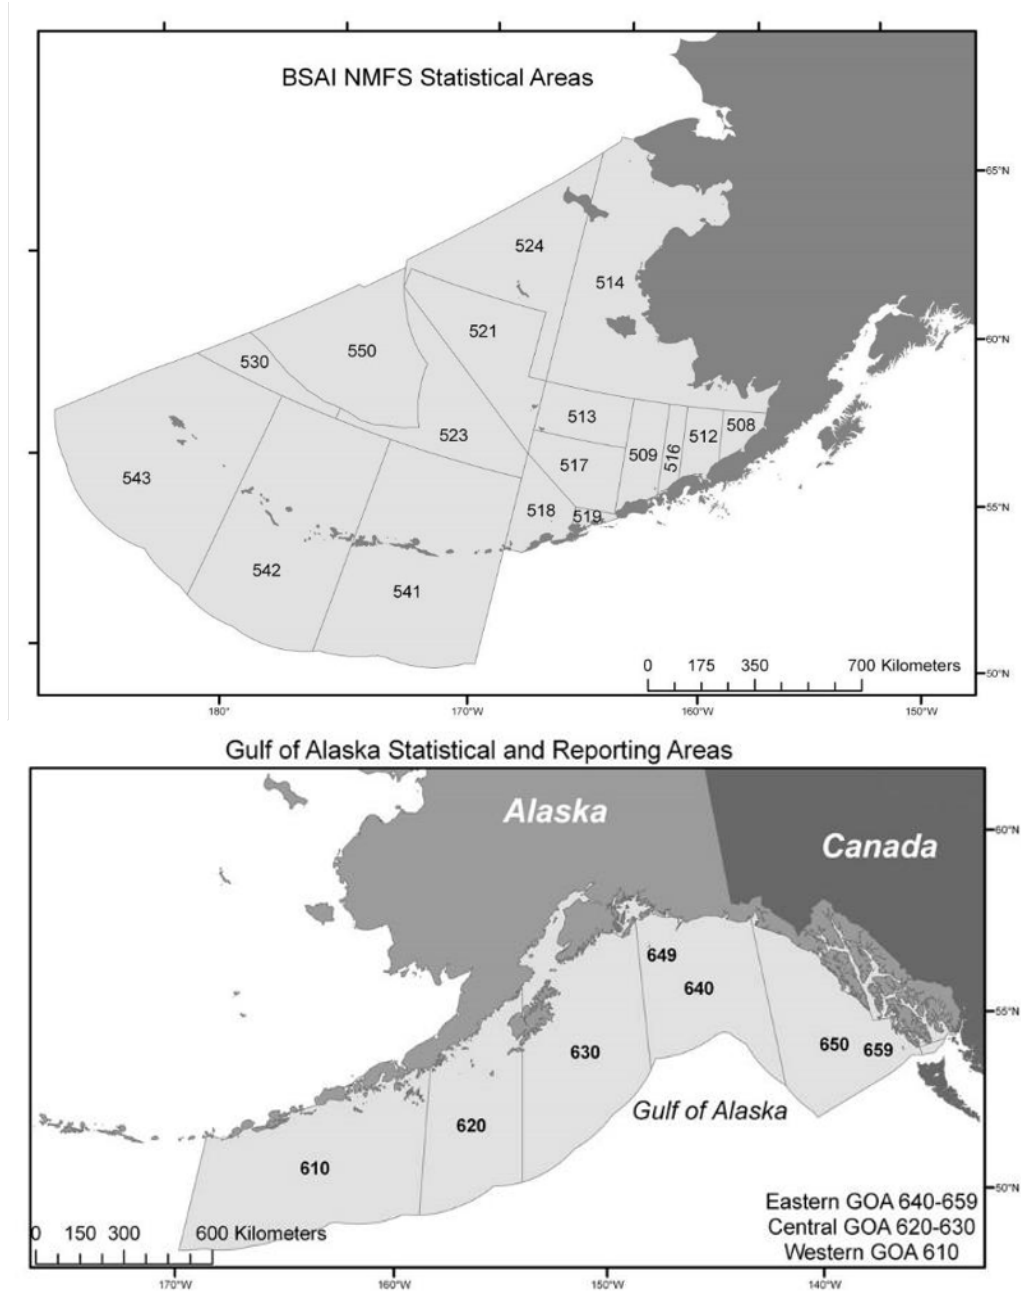 BSAI NMFS Statistical Areas
65°N
524
514
60°N
521
550
530
513
508
512
523
509
516
517
543
518
519
55°N
542
541
0 175 350 700 Kilometers
50°N
180° 170°W 160°W 150°W
Gulf of Alaska Statistical and Reporting Areas
Alaska
60°N
Canada
649
640
55°N
650
659
630
Gulf of Alaska
620
610
50°N
Eastern GOA 640-659
Central GOA 620-630
Western GOA 610
0 150 300 600 Kilometers
170°W 160°W 150°W 140°W